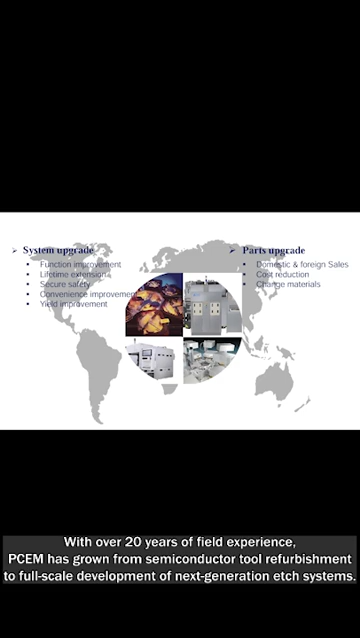 ➢ System upgrade
• Function improvement
• Lifetime extension
• Secure safety
• Convenience improvement
• Yield improvement
➢ Parts upgrade
• Domestic & foreign Sales
• Cost reduction
• Change materials
With over 20 years of field experience,
PCEM has grown from semiconductor tool refurbishment
to full-scale development of next-generation etch systems.